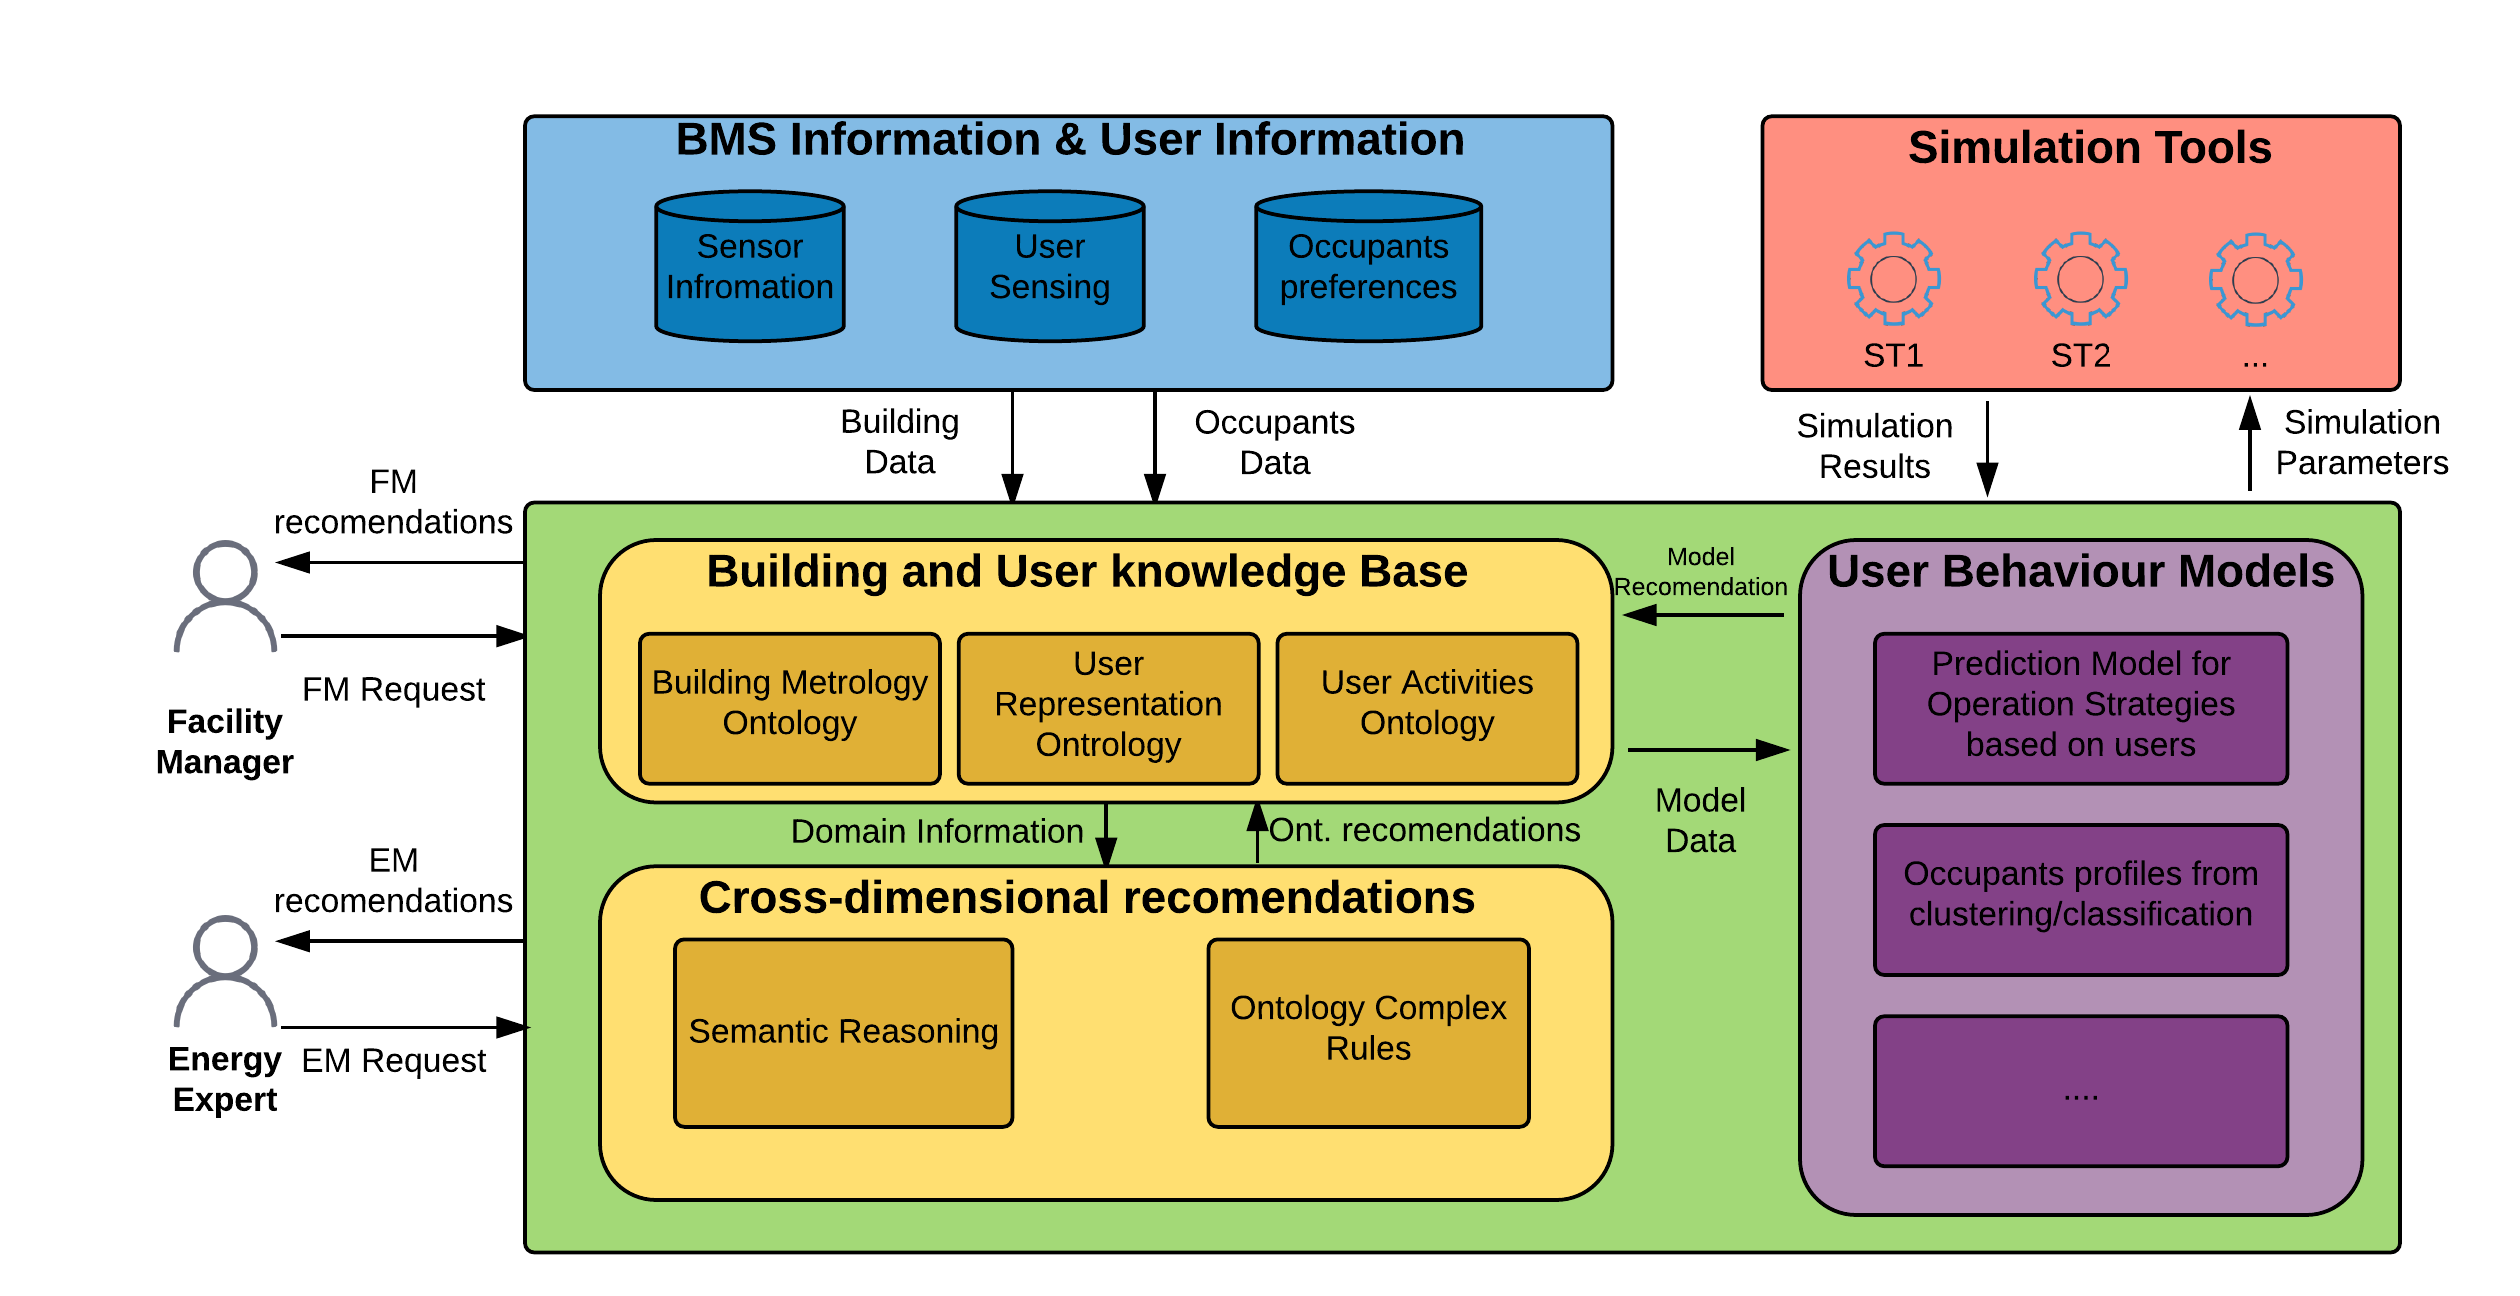 BMS Information & User Information
Sensor
Infromation
User
Sensing
Occupants
preferences
Simulation Tools
ST1
ST2
...
Building
Data
Occupants
Data
Simulation
Results
Simulation
Parameters
FM
recomendations
FM Request
Facility
Manager
EM
recomendations
EM Request
Energy
Expert
Building and User knowledge Base
Building Metrology
Ontology
User
Representation
Ontrology
User Activities
Ontology
Model
Recomendation
Model
Data
Domain Information
Ont. recomendations
Cross-dimensional recomendations
Semantic Reasoning
Ontology Complex
Rules
User Behaviour Models
Prediction Model for
Operation Strategies
based on users
Occupants profiles from
clustering/classification
....